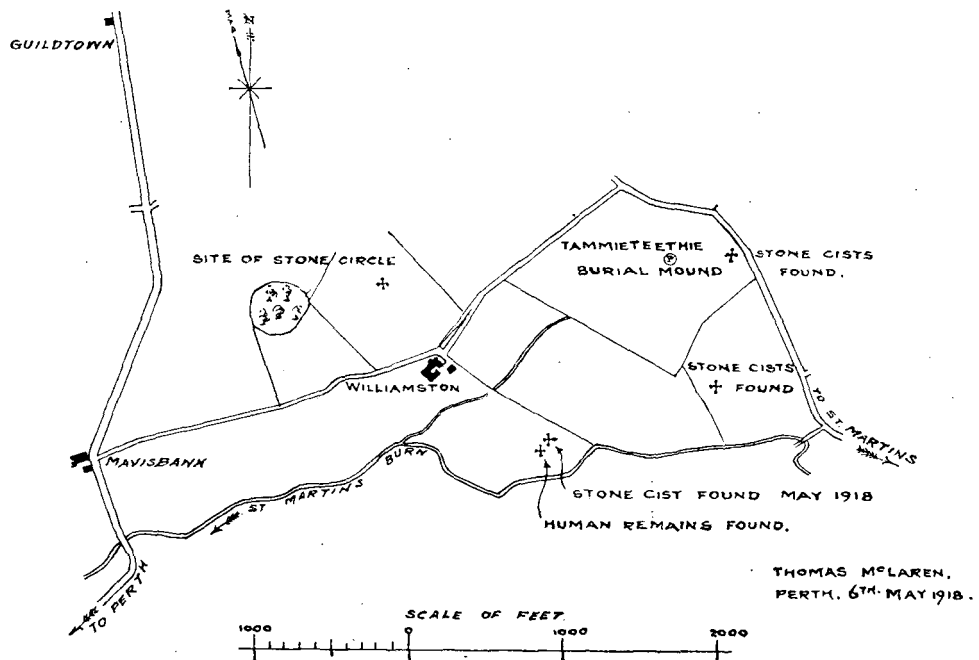 GUILDTOWN
N
SITE OF STONE CIRCLE
TAMMIETEETHIE
BURIAL MOUND
STONE CISTS
FOUND.
WILLIAMSTON
STONE CISTS
FOUND
TO ST. MARTINS
MAVISBANK
ST MARTINS BURN
STONE CIST FOUND MAY 1918
HUMAN REMAINS FOUND.
TO PERTH
THOMAS McLAREN.
PERTH. 6TH. MAY 1918.
SCALE OF FEET.
1000 0 1000 2000